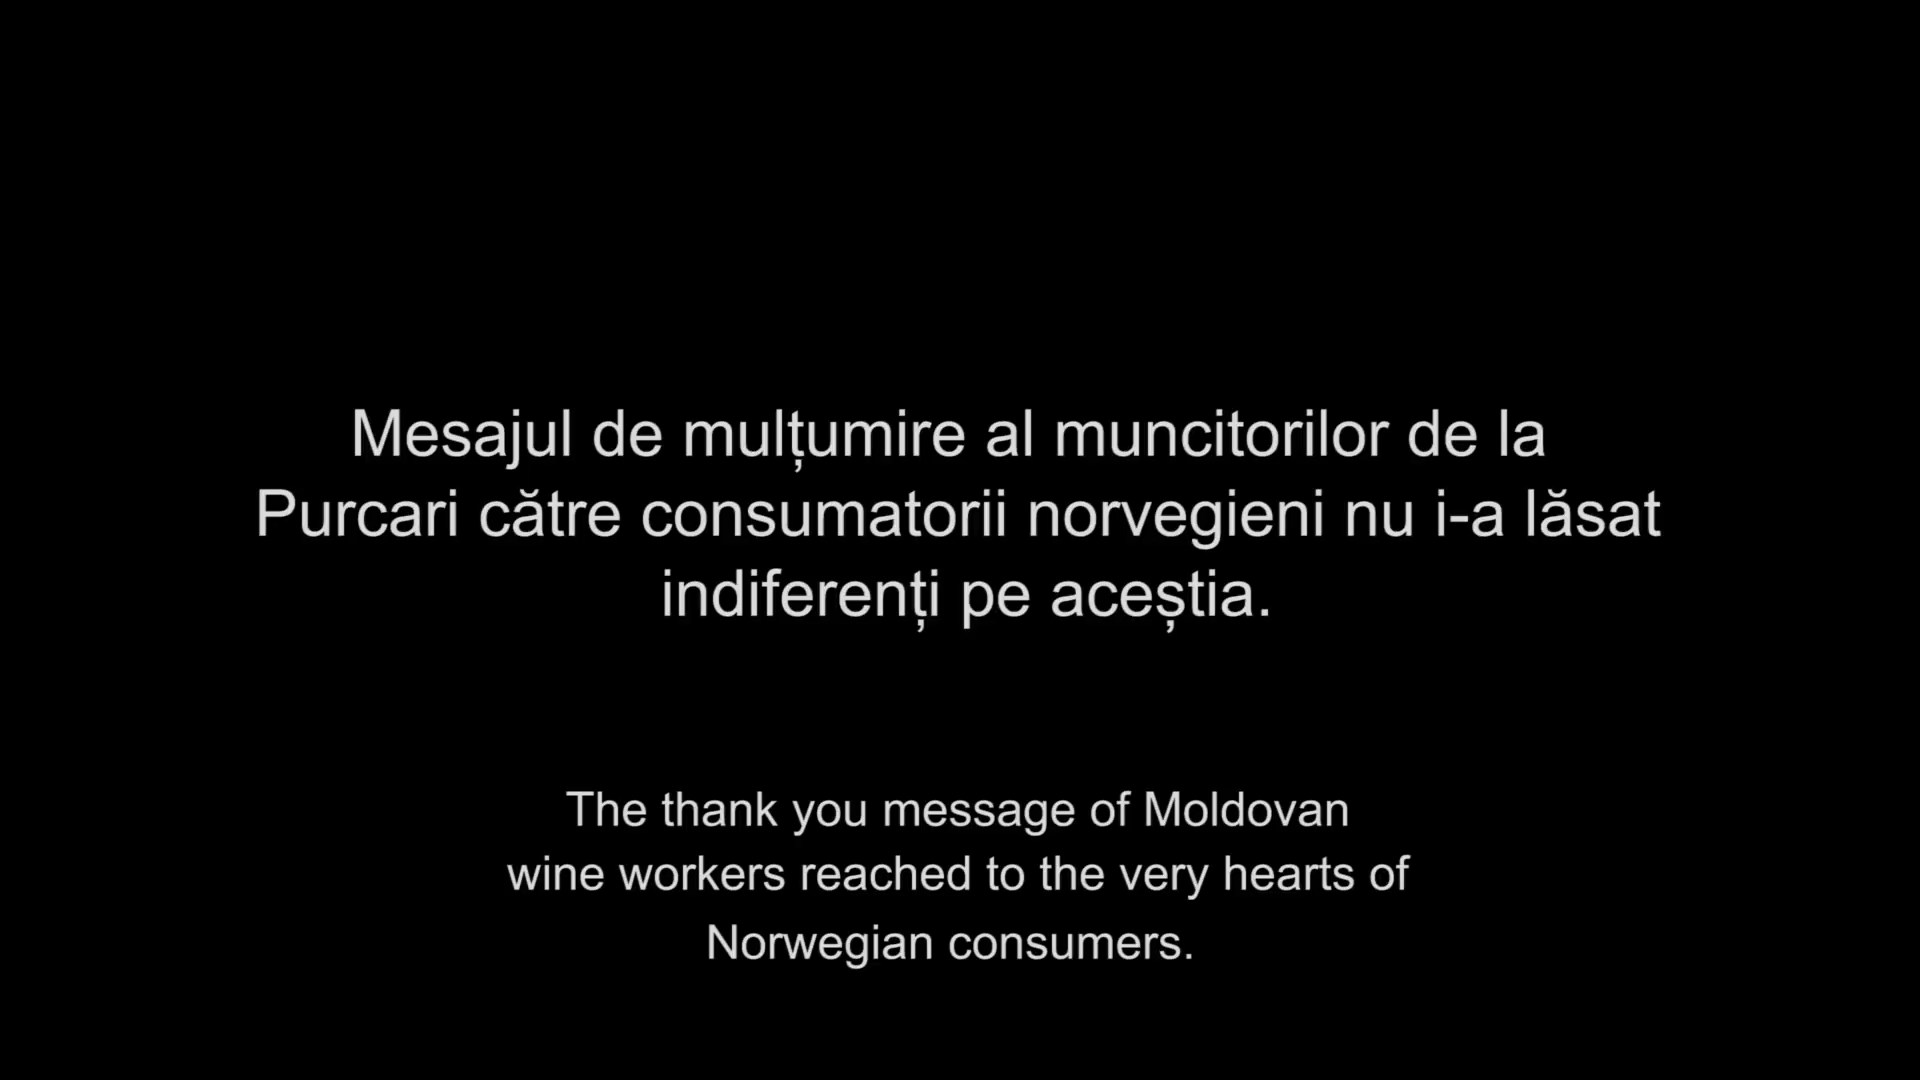 Mesajul de mulțumire al muncitorilor de la
Purcari către consumatorii norvegieni nu i-a lăsat
indiferenți pe aceștia.
The thank you message of Moldovan
wine workers reached to the very hearts of
Norwegian consumers.